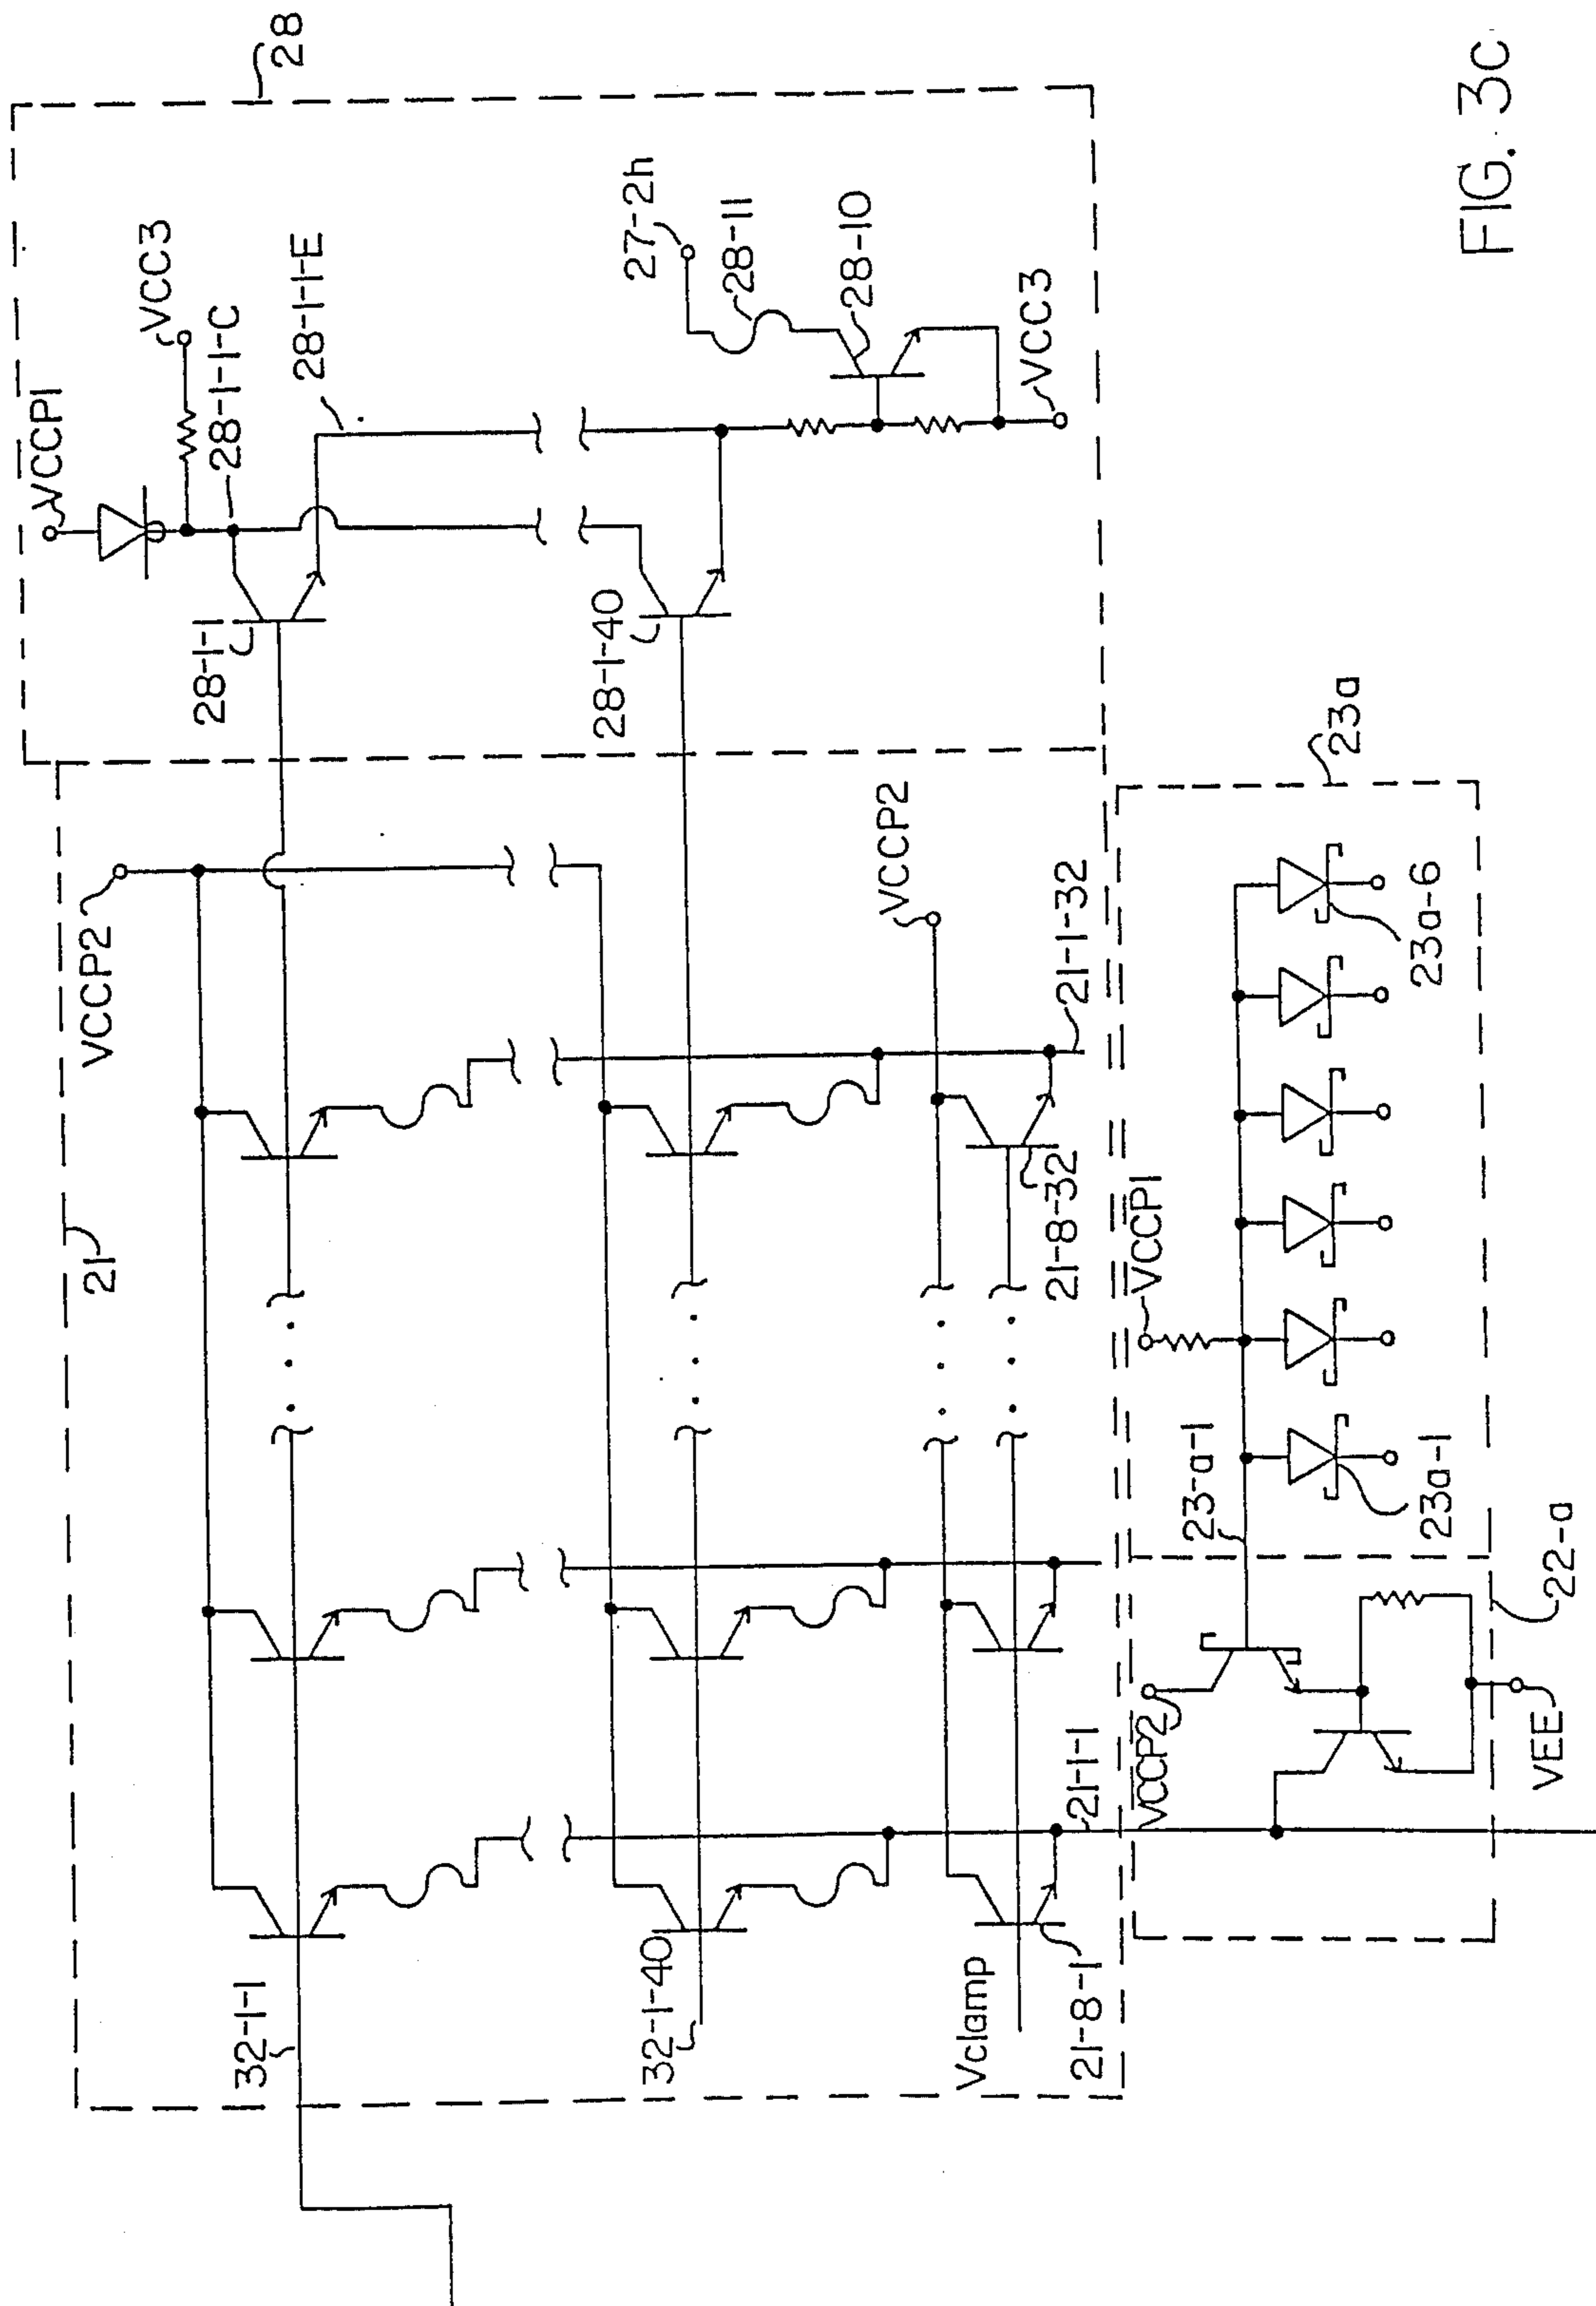 28
VCCP1
VCC3
28-1-1-C
28-1-1-E
28-1-1
27-2h
28-11
28-10
28-1-40
VCC3
VCCP2
21
VCCP2
21-1-32
21-8-32
32-1-1
32-1-40
Vclamp
21-8-1
21-1-1
VCCP1
23a
23a-6
23-a-1
23a-1
22-a
VCCP2
VEE
FIG. 3c